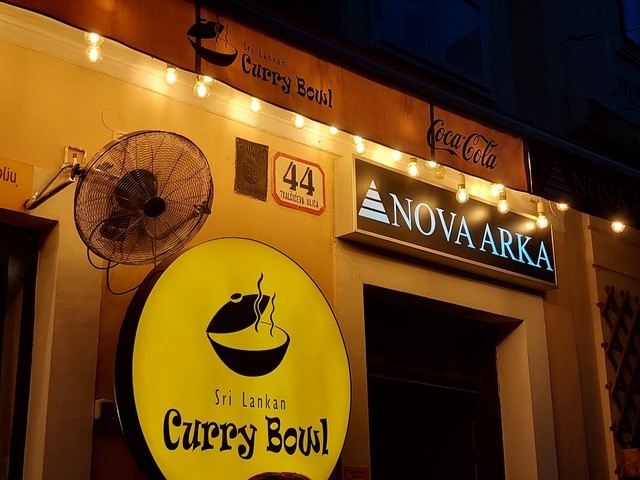 Sri Lankan
Curry Bowl
Coca-Cola
44
TKALČIĆEVA ULICA
NOVA ARKA
Sri Lankan
Curry Bowl